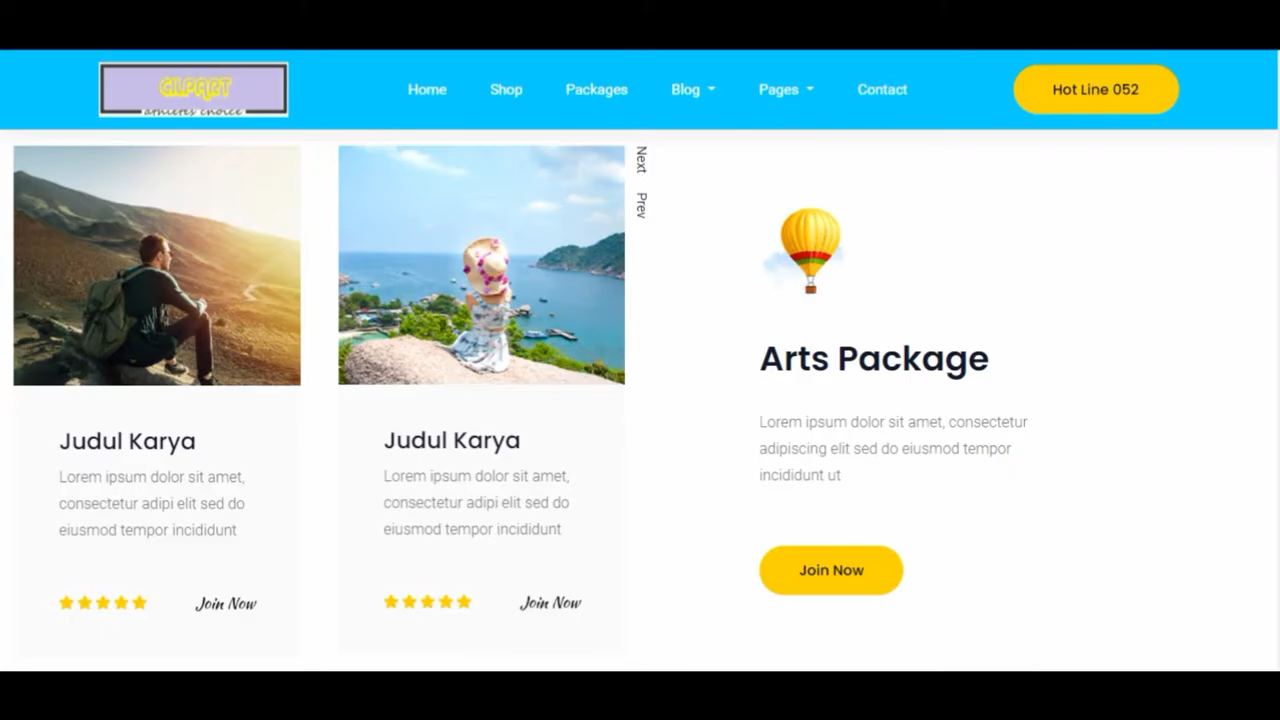 GILPART
athletes choice
Home
Shop
Packages
Blog
Pages
Contact
Hot Line 052
Judul Karya
Lorem ipsum dolor sit amet,
consectetur adipi elit sed do
eiusmod tempor incididunt
Join Now
Judul Karya
Lorem ipsum dolor sit amet,
consectetur adipi elit sed do
eiusmod tempor incididunt
Join Now
Next
Prev
Arts Package
Lorem ipsum dolor sit amet, consectetur
adipiscing elit sed do eiusmod tempor
incididunt ut
Join Now